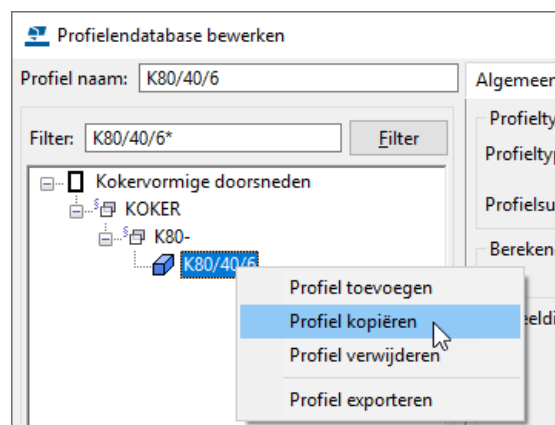 Profielendatabase bewerken
Profiel naam: K80/40/6
Algemeen
Filter: K80/40/6* Filter
Kokervormige doorsneden
KOKER
K80-
K80/40/6
Profiel toevoegen
Profiel kopiëren
Profiel verwijderen
Profiel exporteren